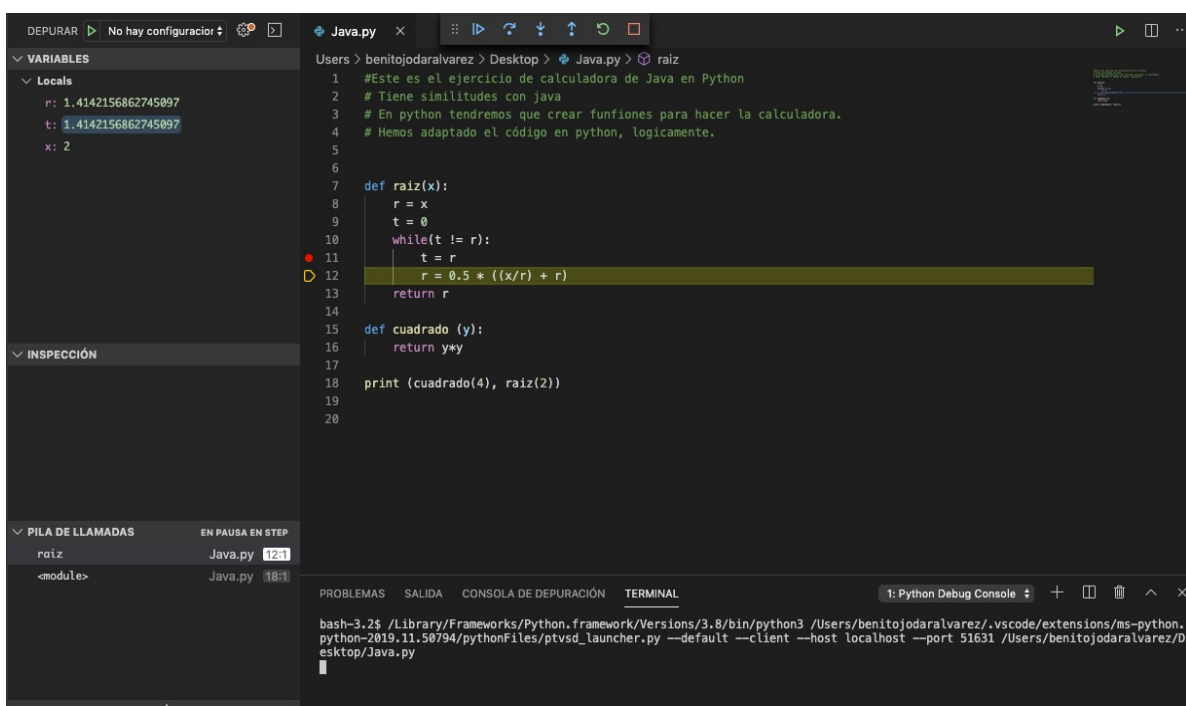 DEPURAR No hay configuracior
VARIABLES
Locals
r: 1.4142156862745097
t: 1.4142156862745097
x: 2
INSPECCIÓN
PILA DE LLAMADAS EN PAUSA EN STEP
raiz Java.py 12:1
<module> Java.py 18:1
Java.py
Users > benitojodaralvarez > Desktop > Java.py > raiz
1 #Este es el ejercicio de calculadora de Java en Python
2 # Tiene similitudes con java
3 # En python tendremos que crear funfiones para hacer la calculadora.
4 # Hemos adaptado el código en python, logicamente.
5
6
7 def raiz(x):
8 r = x
9 t = 0
10 while(t != r):
11 t = r
12 r = 0.5 * ((x/r) + r)
13 return r
14
15 def cuadrado (y):
16 return y*y
17
18 print (cuadrado(4), raiz(2))
19
20
PROBLEMAS SALIDA CONSOLA DE DEPURACIÓN TERMINAL 1: Python Debug Console
bash-3.2$ /Library/Frameworks/Python.framework/Versions/3.8/bin/python3 /Users/benitojodaralvarez/.vscode/extensions/ms-python.
python-2019.11.50794/pythonFiles/ptvsd_launcher.py --default --client --host localhost --port 51631 /Users/benitojodaralvarez/D
esktop/Java.py